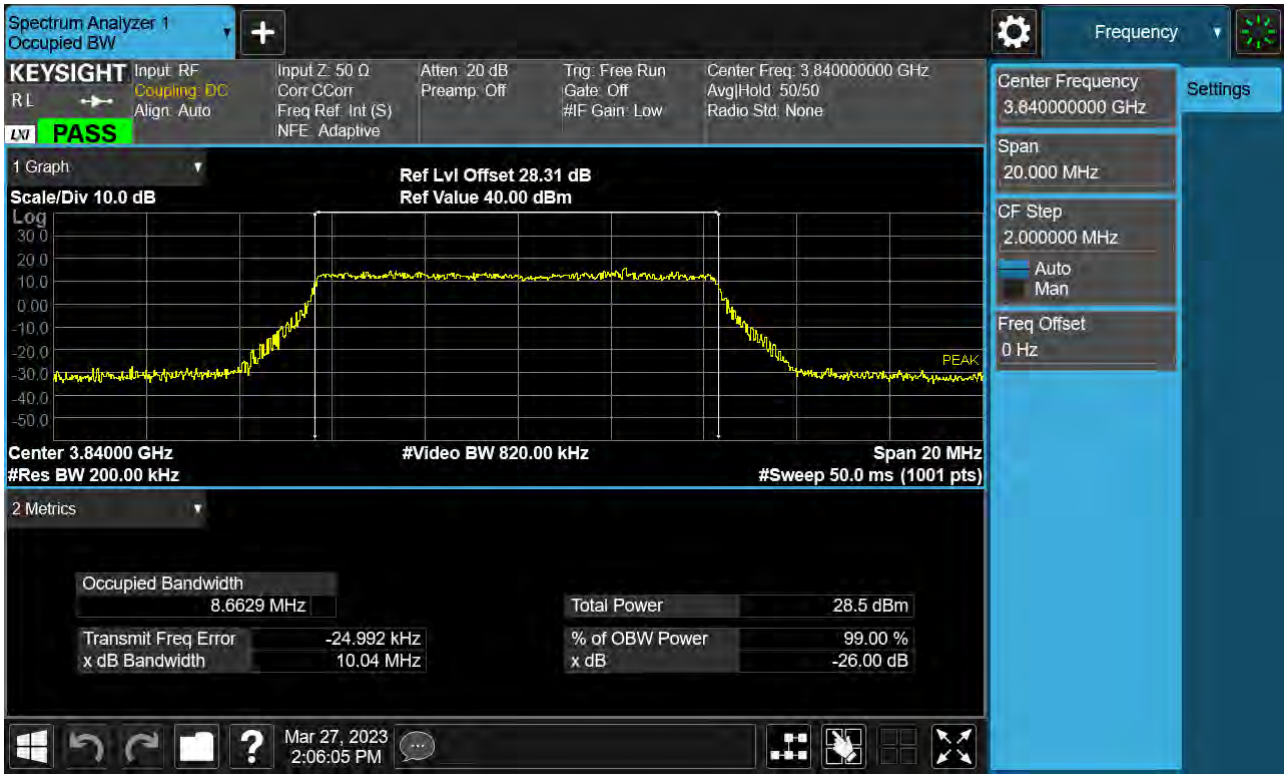 Spectrum Analyzer 1
Occupied BW
+
Frequency
KEYSIGHT
RL
LXI PASS
Input: RF
Coupling: DC
Align: Auto
Input Z: 50 Ω
Corr CCorr
Freq Ref: Int (S)
NFE: Adaptive
Atten: 20 dB
Preamp: Off
Trig: Free Run
Gate: Off
#IF Gain: Low
Center Freq: 3.840000000 GHz
Avg|Hold: 50/50
Radio Std: None
Center Frequency
3.840000000 GHz
Settings
Span
20.000 MHz
CF Step
2.000000 MHz
Auto
Man
Freq Offset
0 Hz
1 Graph
Scale/Div 10.0 dB
Ref Lvl Offset 28.31 dB
Ref Value 40.00 dBm
Log
30.0
20.0
10.0
0.00
-10.0
-20.0
-30.0
-40.0
-50.0
PEAK
Center 3.84000 GHz
#Video BW 820.00 kHz
Span 20 MHz
#Res BW 200.00 kHz
#Sweep 50.0 ms (1001 pts)
2 Metrics
Occupied Bandwidth
8.6629 MHz
Total Power 28.5 dBm
Transmit Freq Error -24.992 kHz
% of OBW Power 99.00 %
x dB Bandwidth 10.04 MHz
x dB -26.00 dB
?
Mar 27, 2023
2:06:05 PM